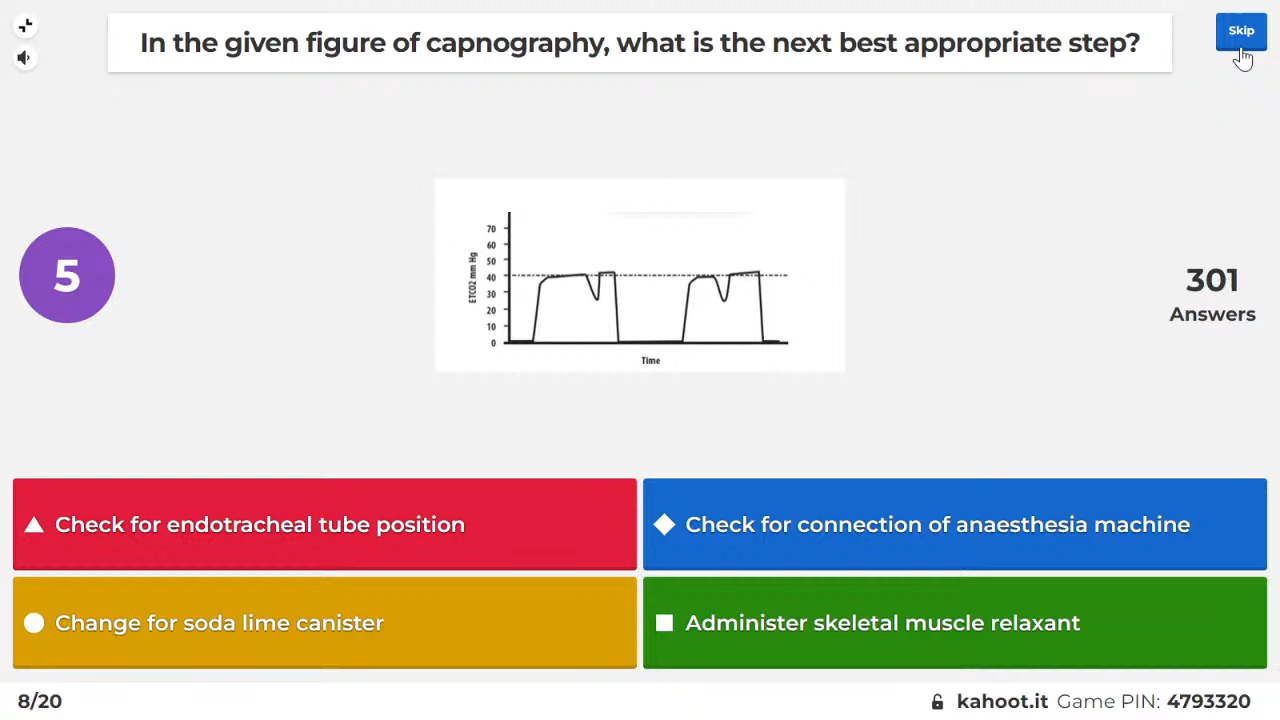 In the given figure of capnography, what is the next best appropriate step?
Skip
5
70
60
50
40
30
20
10
0
ETCO2 mm Hg
Time
301
Answers
Check for endotracheal tube position
Check for connection of anaesthesia machine
Change for soda lime canister
Administer skeletal muscle relaxant
8/20
kahoot.it Game PIN: 4793320